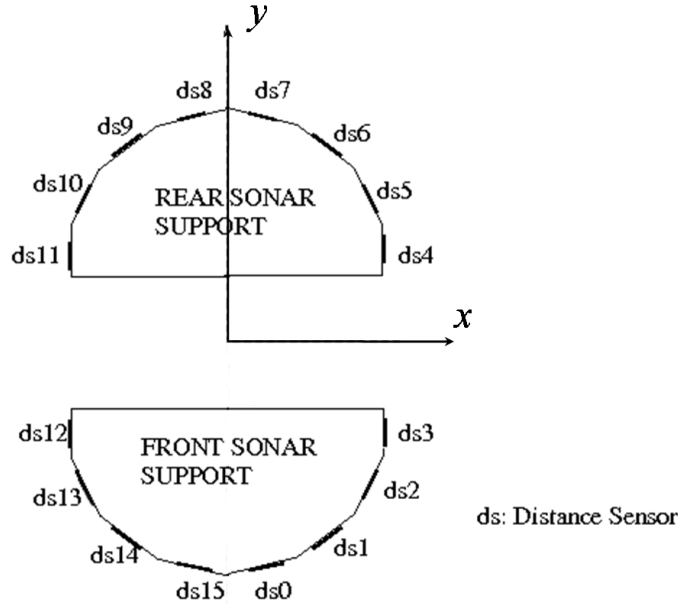 y
ds8
ds7
ds9
ds6
ds10
ds5
REAR SONAR
SUPPORT
ds11
ds4
x
ds12
ds3
FRONT SONAR
SUPPORT
ds13
ds2
ds: Distance Sensor
ds14
ds1
ds15
ds0